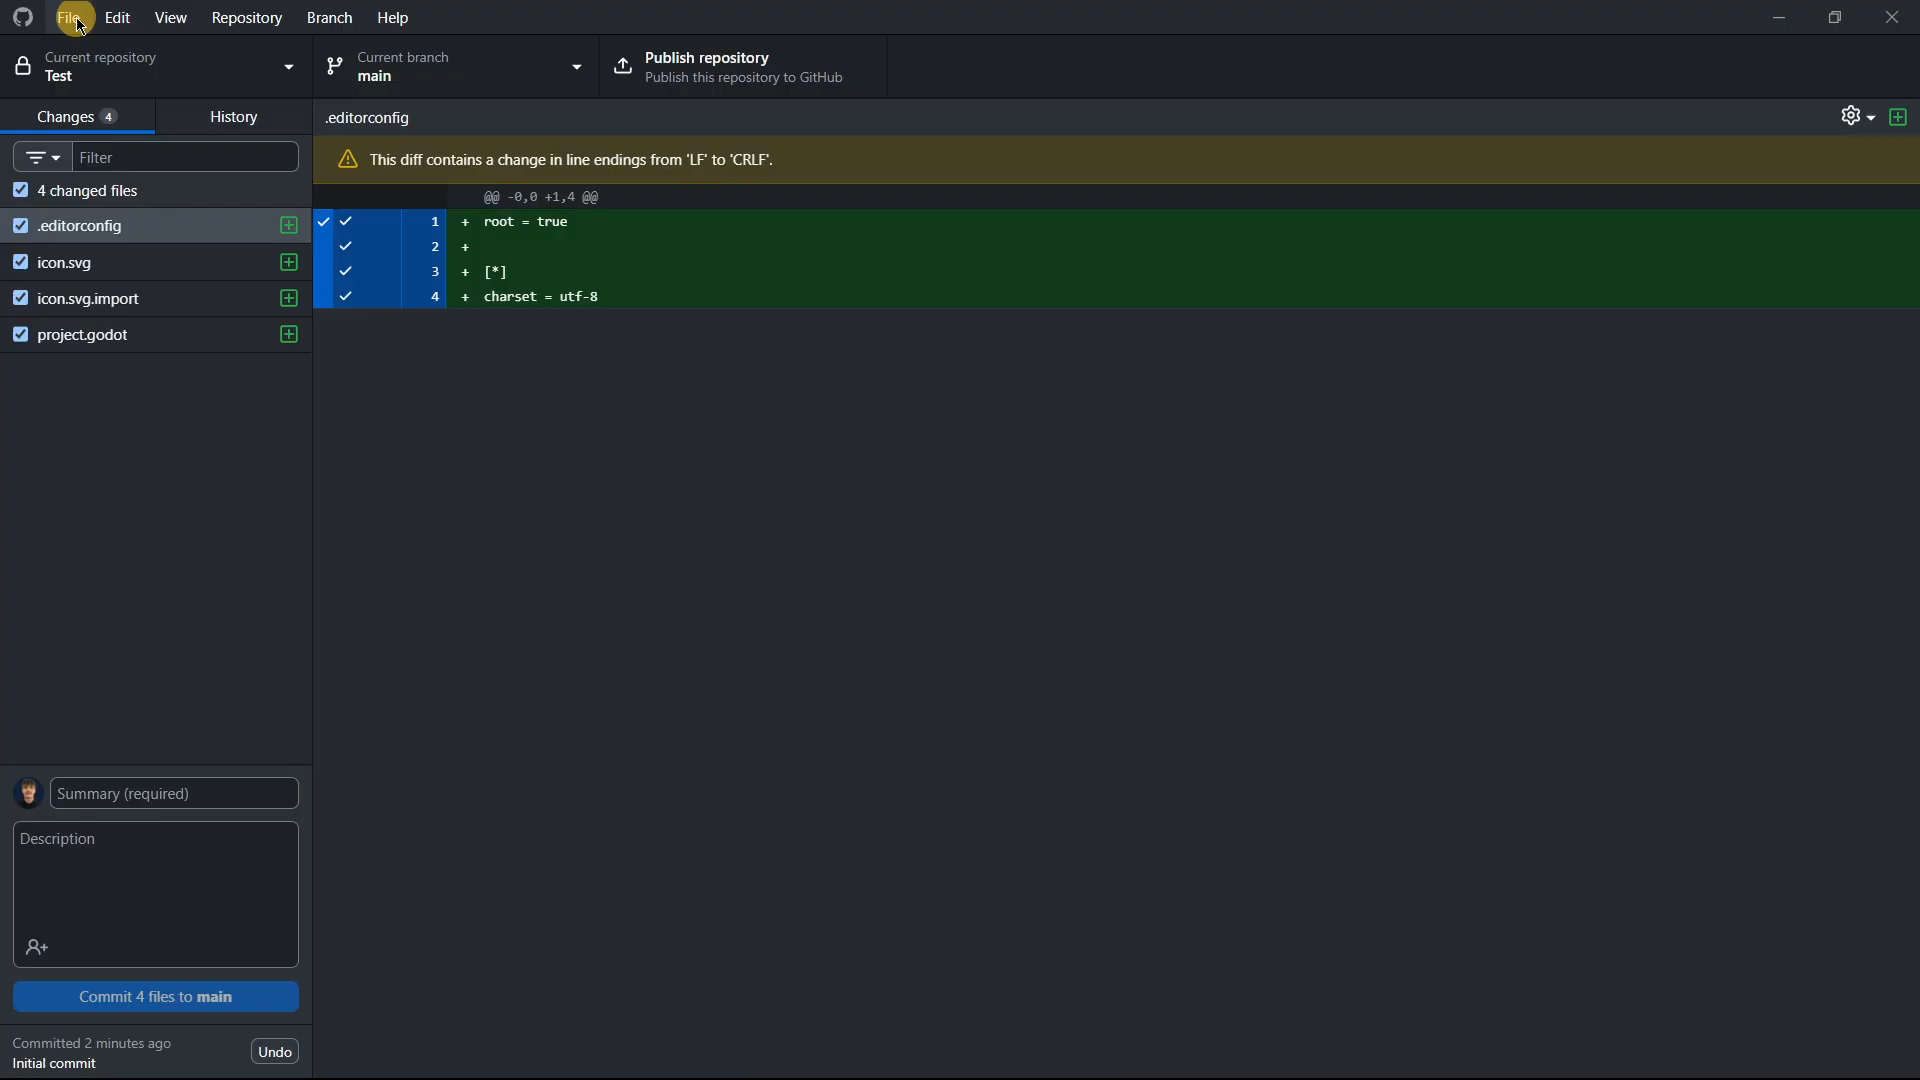 File Edit View Repository Branch Help
Current repository
Test
Current branch
main
Publish repository
Publish this repository to GitHub
Changes 4
History
.editorconfig
Filter
This diff contains a change in line endings from 'LF' to 'CRLF'.
4 changed files
@@ -0,0 +1,4 @@
.editorconfig
1 + root = true
2 +
icon.svg
3 + [*]
icon.svg.import
4 + charset = utf-8
project.godot
Summary (required)
Description
Commit 4 files to main
Committed 2 minutes ago
Initial commit
Undo